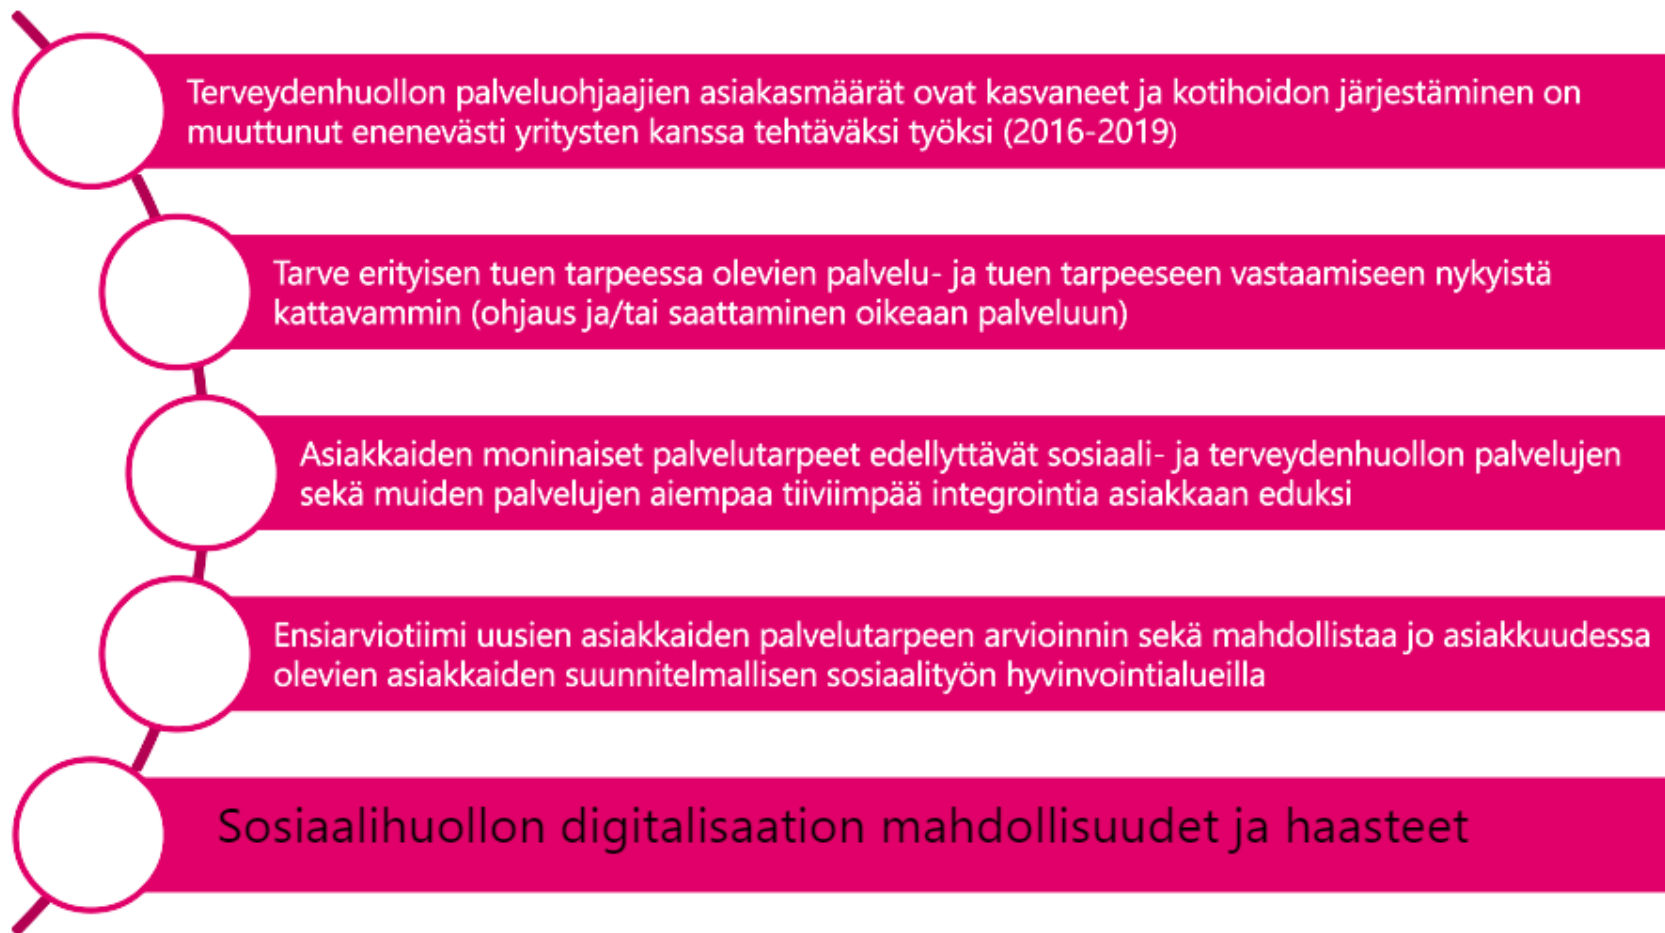 Terveydenhuollon palveluohjaajien asiakasmäärät ovat kasvaneet ja kotihoidon järjestäminen on
muuttunut enenevästi yritysten kanssa tehtäväksi työksi (2016-2019)
Tarve erityisen tuen tarpeessa olevien palvelu- ja tuen tarpeeseen vastaamiseen nykyistä
kattavammin (ohjaus ja/tai saattaminen oikeaan palveluun)
Asiakkaiden moninaiset palvelutarpeet edellyttävät sosiaali- ja terveydenhuollon palvelujen
sekä muiden palvelujen aiempaa tiiviimpää integrointia asiakkaan eduksi
Ensiarviotiimi uusien asiakkaiden palvelutarpeen arvioinnin sekä mahdollistaa jo asiakkuudessa
olevien asiakkaiden suunnitelmallisen sosiaalityön hyvinvointialueilla
Sosiaalihuollon digitalisaation mahdollisuudet ja haasteet